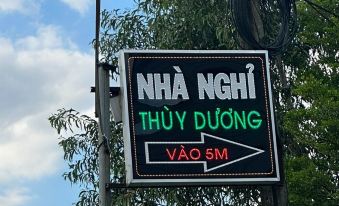 NHÀ NGHỈ
THÙY DƯƠNG
VÀO 5M